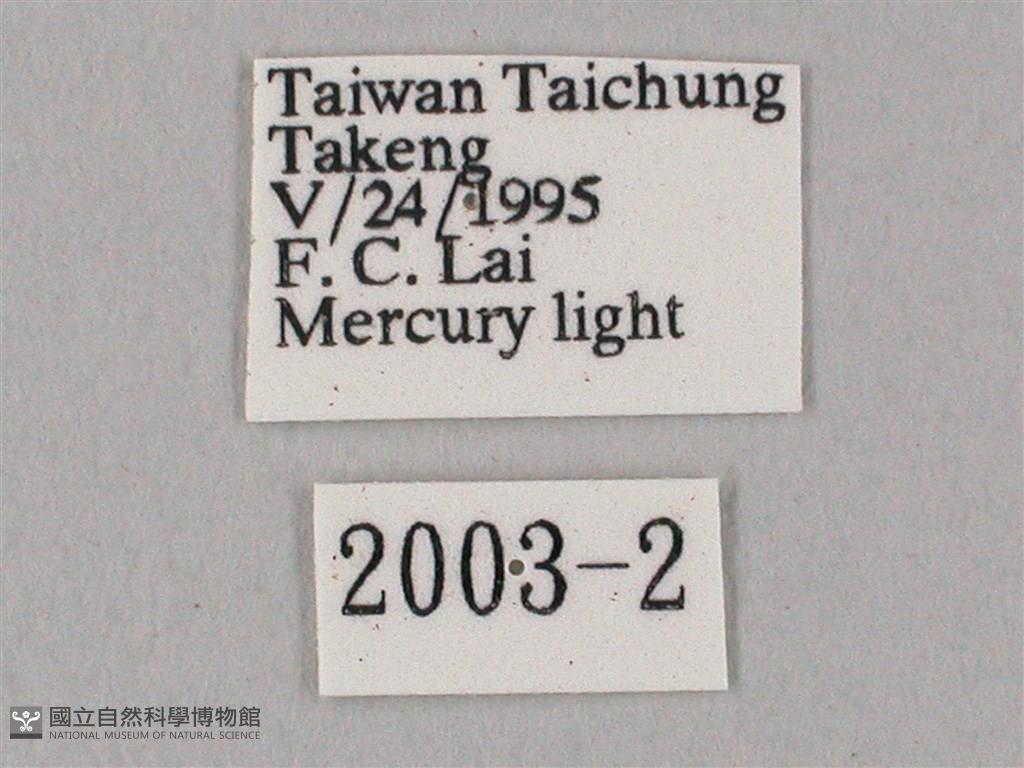 Taiwan Taichung
Takeng
V/24/1995
F. C. Lai
Mercury light
2003-2
國立自然科學博物館
NATIONAL MUSEUM OF NATURAL SCIENCE